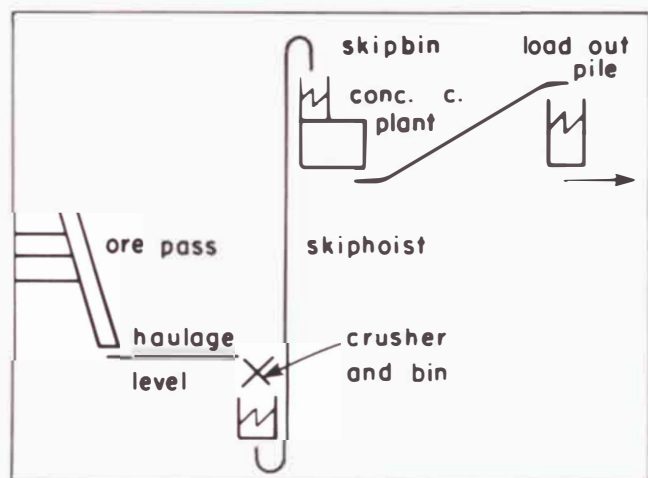 skipbin
load out
pile
conc. c.
plant
ore pass
skiphoist
haulage
level
crusher
and bin